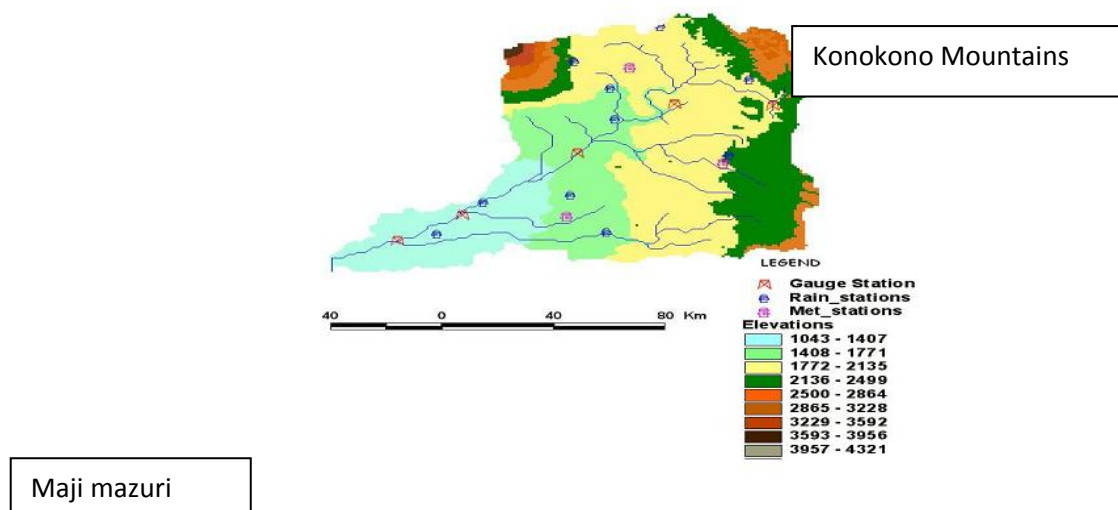 Konokono Mountains
LEGEND
Gauge Station
Rain_stations
Met_stations
40 0 40 80 Km
Elevations
1043 - 1407
1408 - 1771
1772 - 2135
2136 - 2499
2500 - 2864
2865 - 3228
3229 - 3592
3593 - 3956
3957 - 4321
Maji mazuri